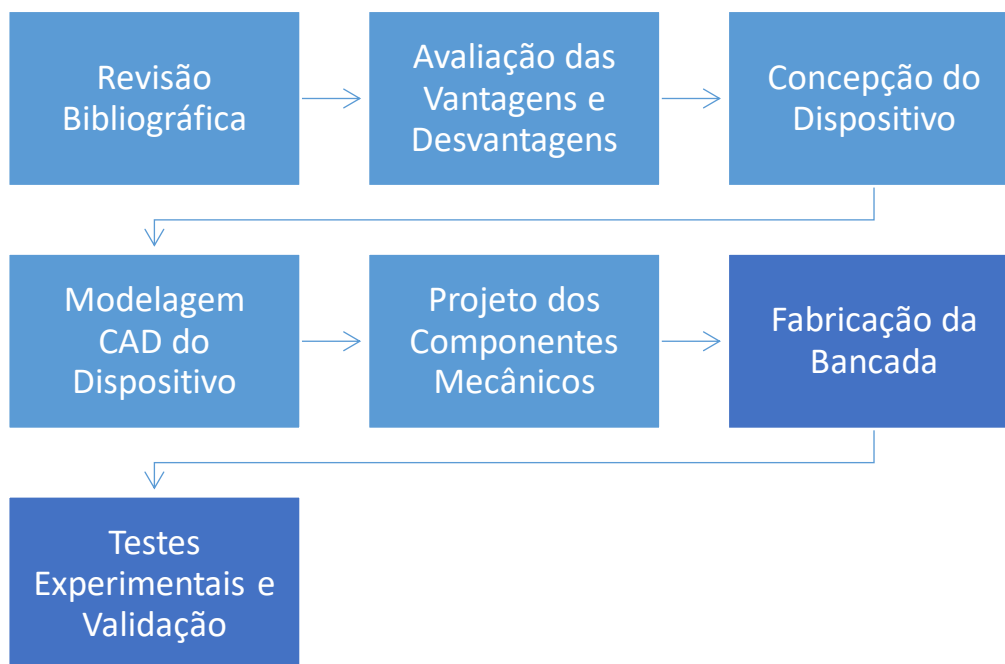 Revisão
Bibliográfica
Avaliação das
Vantagens e
Desvantagens
Concepção do
Dispositivo
Modelagem
CAD do
Dispositivo
Projeto dos
Componentes
Mecânicos
Fabricação da
Bancada
Testes
Experimentais e
Validação